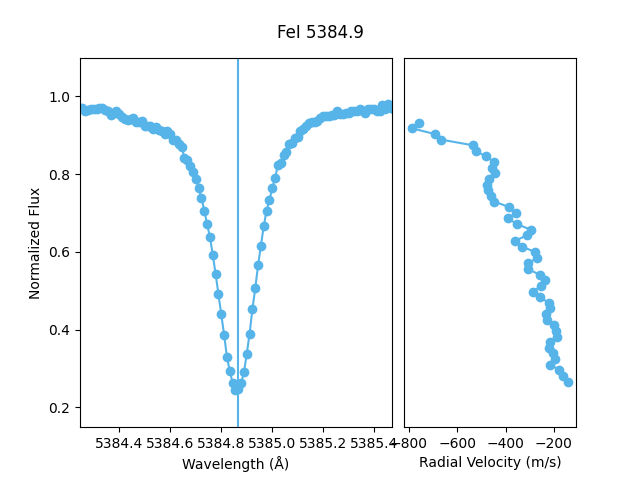 FeI 5384.9
Normalized Flux
1.0
0.8
0.6
0.4
0.2
5384.4 5384.6 5384.8 5385.0 5385.2 5385.4
Wavelength (Å)
−800 −600 −400 −200
Radial Velocity (m/s)